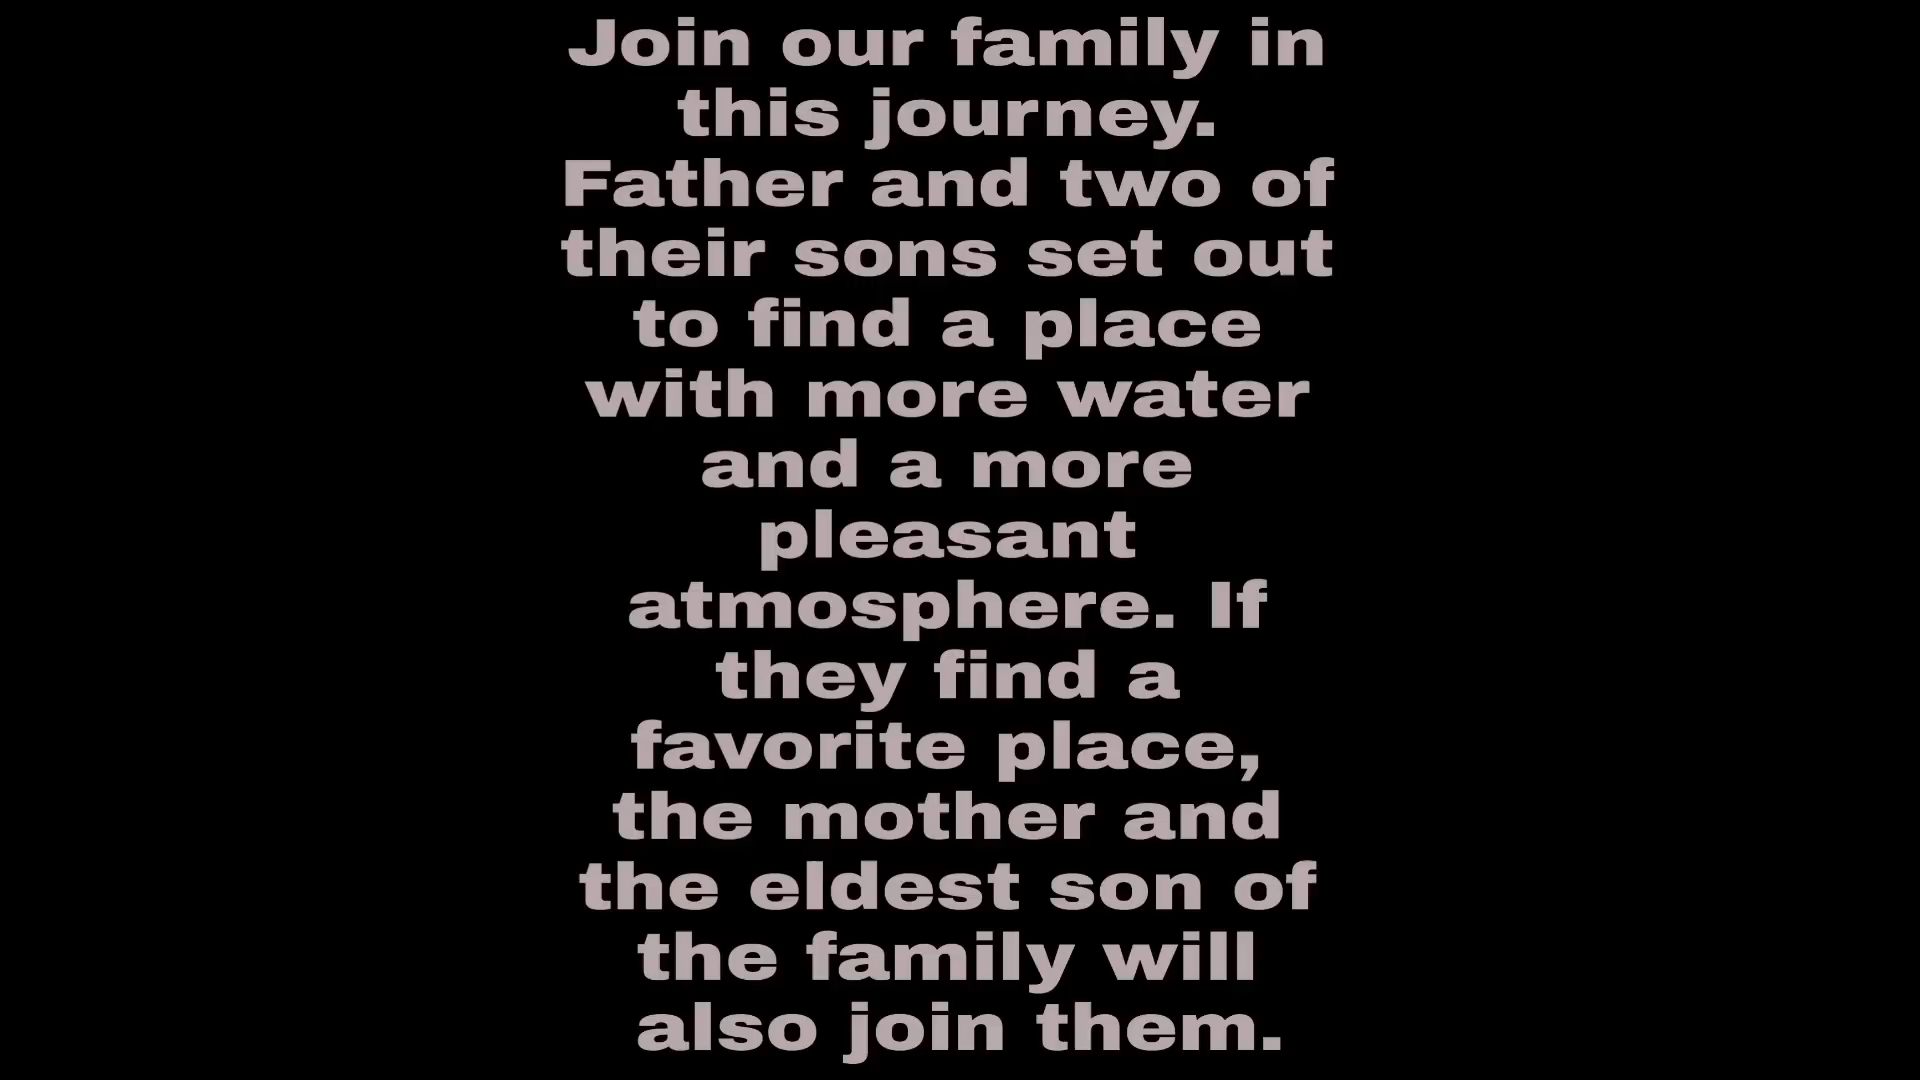 Join our family in
this journey.
Father and two of
their sons set out
to find a place
with more water
and a more
pleasant
atmosphere. If
they find a
favorite place,
the mother and
the eldest son of
the family will
also join them.